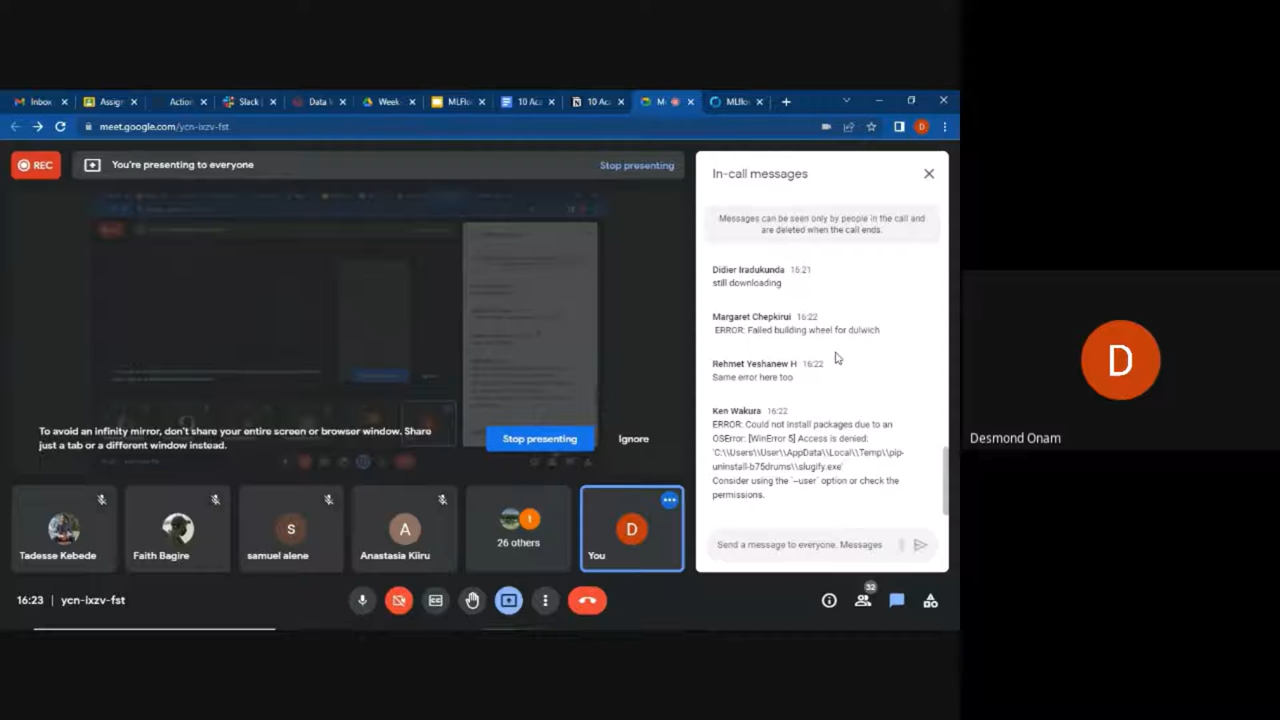 Inbox
Assign
Action
Slack |
Data V
Week-
MLFlo
10 Aca
10 Aca
M
MLflo
meet.google.com/ycn-ixzv-fst
D
REC
You're presenting to everyone
Stop presenting
To avoid an infinity mirror, don't share your entire screen or browser window. Share
just a tab or a different window instead.
Stop presenting
Ignore
In-call messages
Messages can be seen only by people in the call and
are deleted when the call ends.
Didier Iradukunda 16:21
still downloading
Margaret Chepkirui 16:22
ERROR: Failed building wheel for dulwich
Rehmet Yeshanew H 16:22
Same error here too
Ken Wakura 16:22
ERROR: Could not install packages due to an
OSError: [WinError 5] Access is denied:
'C:\\Users\\User\\AppData\\Local\\Temp\\pip-
uninstall-b75drums\\slugify.exe'
Consider using the `--user` option or check the
permissions.
Send a message to everyone. Messages
Tadesse Kebede
Faith Bagire
S
samuel alene
A
Anastasia Kiiru
26 others
D
You
16:23 | ycn-ixzv-fst
32
D
Desmond Onam